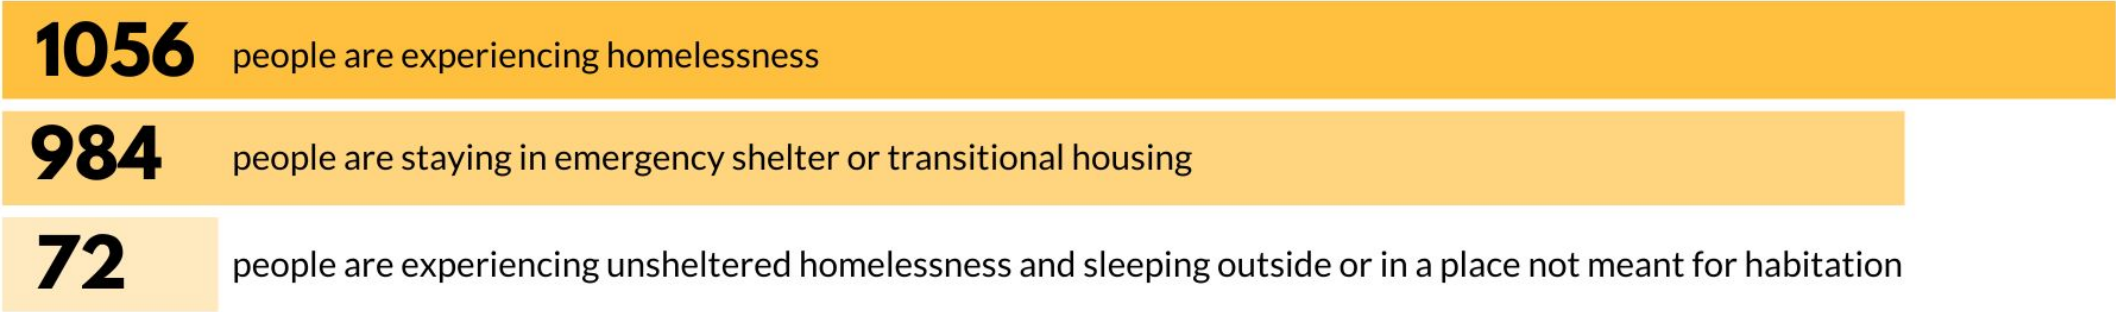 1056 people are experiencing homelessness
984 people are staying in emergency shelter or transitional housing
72 people are experiencing unsheltered homelessness and sleeping outside or in a place not meant for habitation